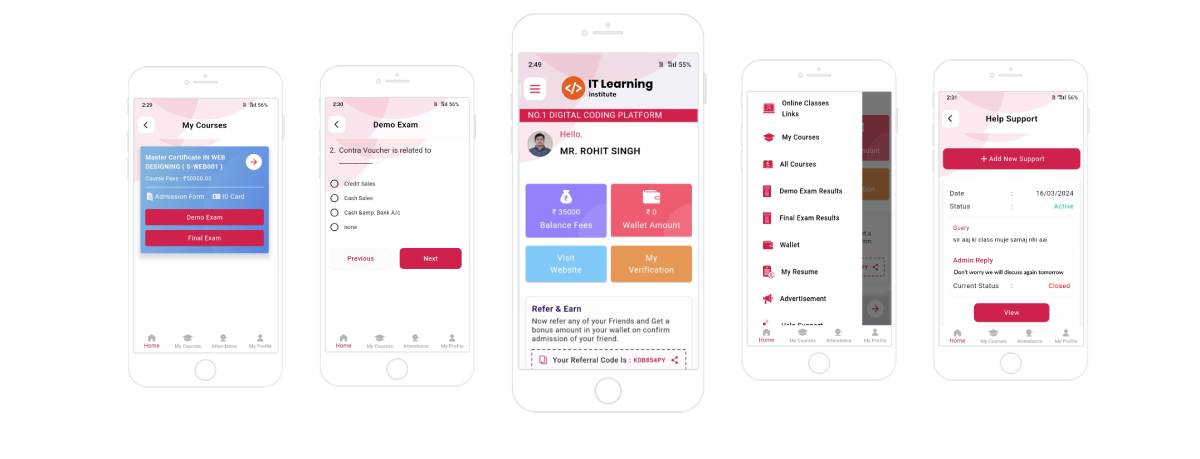 2:29
56%
My Courses
Master Certificate IN WEB
DESIGNING ( S-WEB001 )
Course Fees : ₹50000.00
Admission Form
ID Card
Demo Exam
Final Exam
Home
My Courses
Attendance
My Profile
2:30
56%
Demo Exam
2. Contra Voucher is related to
____________
Credit Sales
Cash Sales
Cash &amp; Bank A/c
none
Previous
Next
Home
My Courses
Attendance
My Profile
2:49
55%
IT Learning
institute
NO.1 DIGITAL CODING PLATFORM
Hello,
MR. ROHIT SINGH
₹ 35000
Balance Fees
₹ 0
Wallet Amount
Visit
Website
My
Verification
Refer & Earn
Now refer any of your Friends and Get a
bonus amount in your wallet on confirm
admission of your friend.
Your Referral Code Is : K0B854PY
Online Classes
Links
My Courses
All Courses
Demo Exam Results
Final Exam Results
Wallet
My Resume
Advertisement
Help Support
Home
My Courses
Attendance
My Profile
2:31
56%
Help Support
+ Add New Support
Date : 16/03/2024
Status : Active
Query
sir aaj ki class muje samaj nhi aai
Admin Reply
Don't worry we will discuss again tomorrow
Current Status : Closed
View
Home
My Courses
Attendance
My Profile